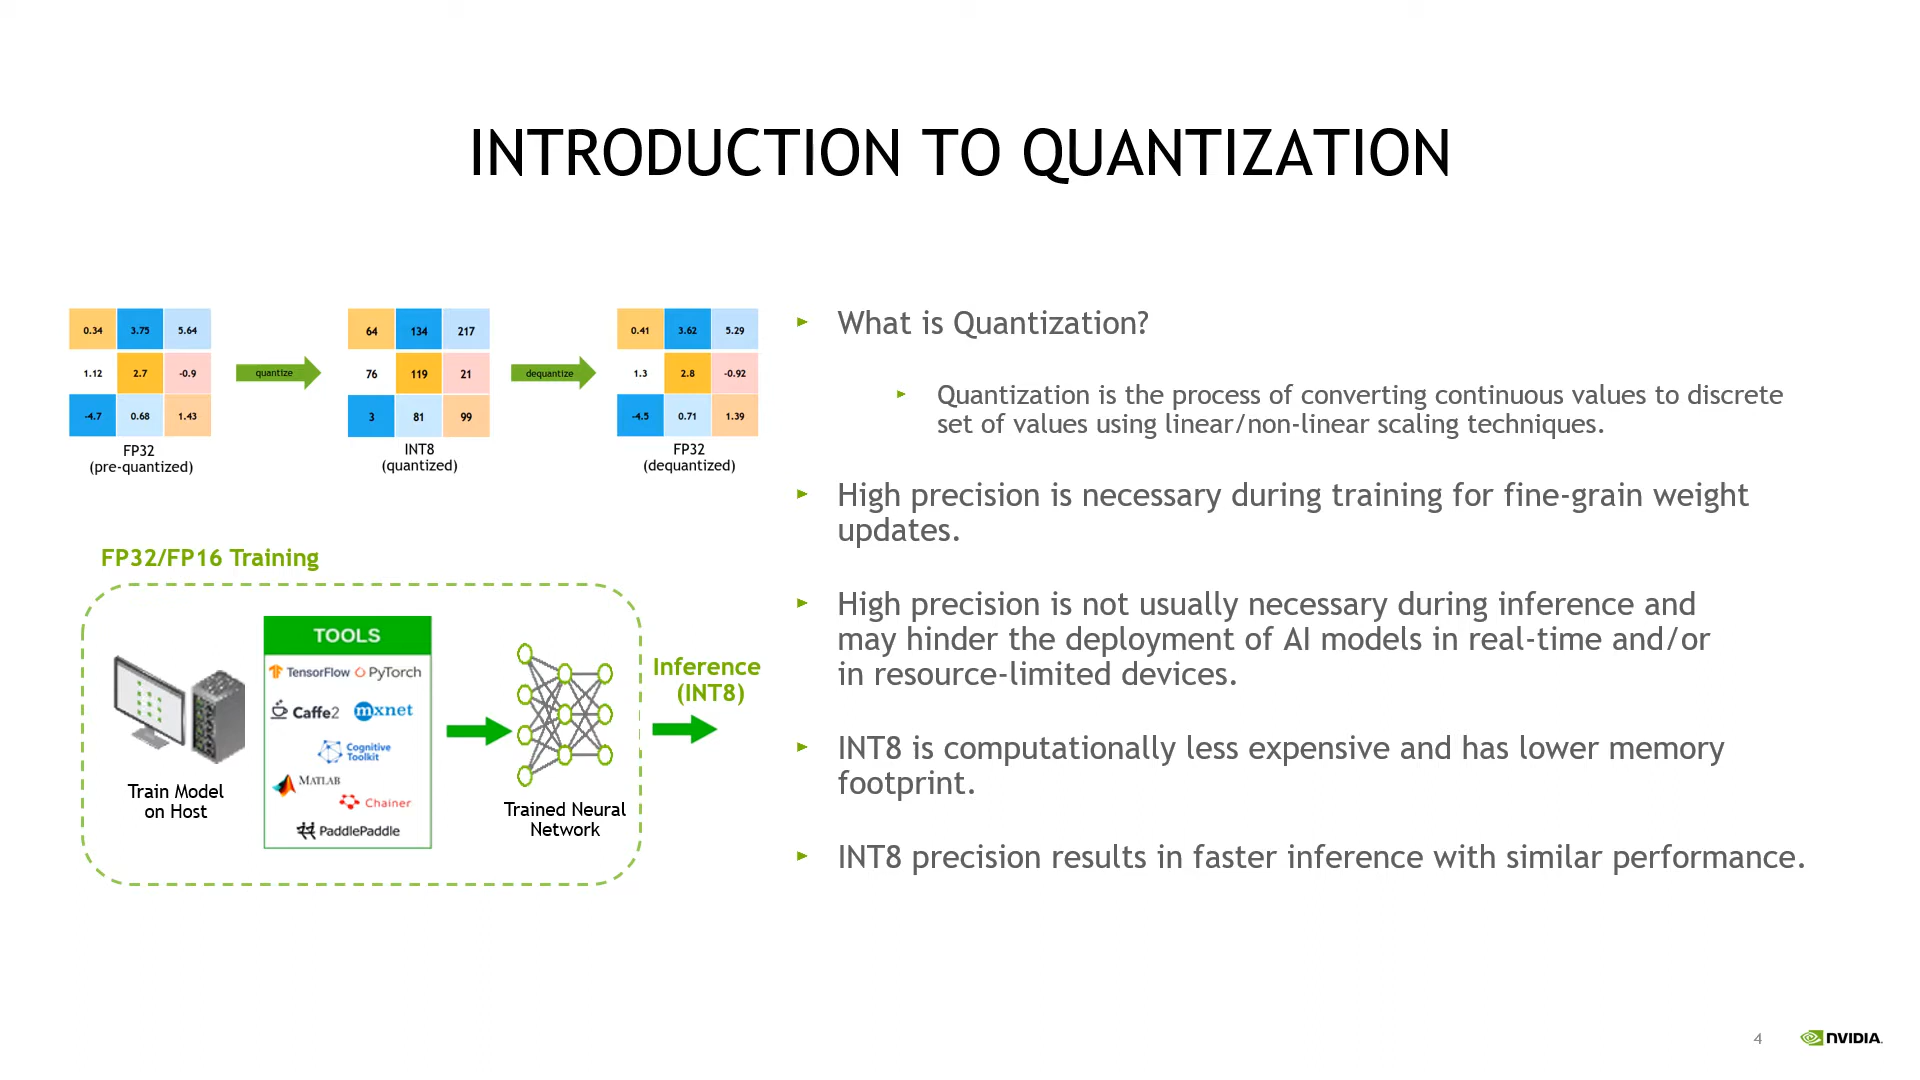 INTRODUCTION TO QUANTIZATION
0.34 3.75 5.64
1.12 2.7 -0.9
-4.7 0.68 1.43
FP32
(pre-quantized)
quantize
64 134 217
76 119 21
3 81 99
INT8
(quantized)
dequantize
0.41 3.62 5.29
1.3 2.8 -0.92
-4.5 0.71 1.39
FP32
(dequantized)
FP32/FP16 Training
Train Model
on Host
TOOLS
TensorFlow PyTorch
Caffe2 mxnet
Cognitive
Toolkit
MATLAB
Chainer
PaddlePaddle
Trained Neural
Network
Inference
(INT8)
What is Quantization?
Quantization is the process of converting continuous values to discrete
set of values using linear/non-linear scaling techniques.
High precision is necessary during training for fine-grain weight
updates.
High precision is not usually necessary during inference and
may hinder the deployment of AI models in real-time and/or
in resource-limited devices.
INT8 is computationally less expensive and has lower memory
footprint.
INT8 precision results in faster inference with similar performance.
4
NVIDIA.